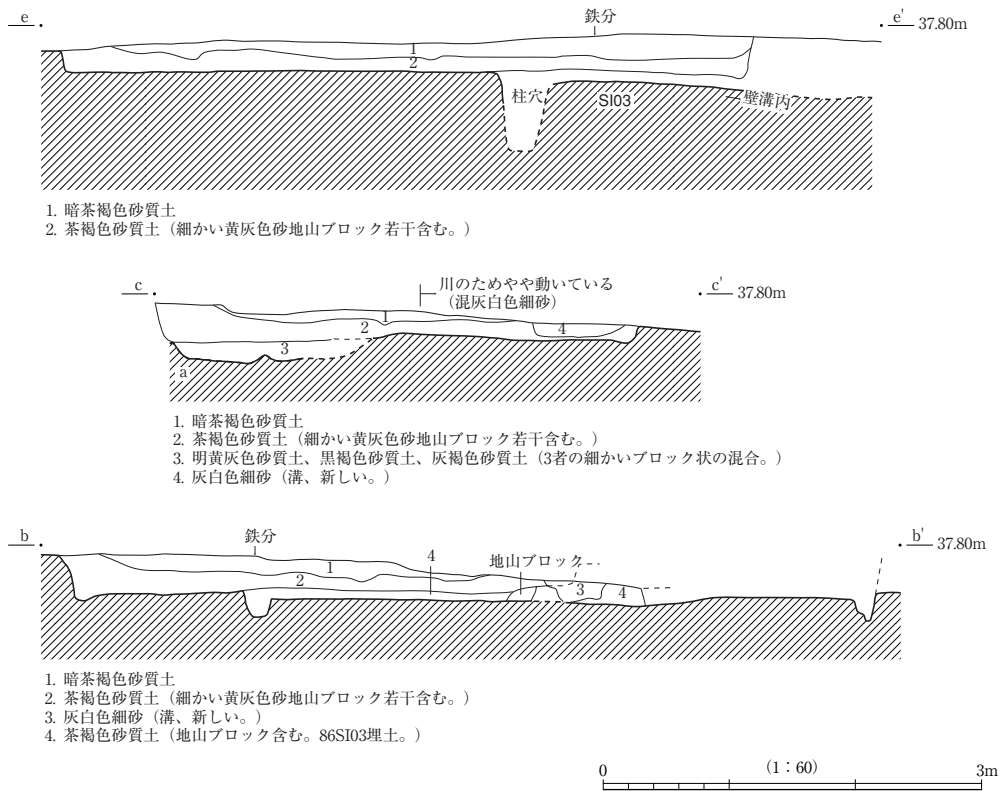 e 鉄分 e' 37.80m
1
2
柱穴 SI03 壁溝内
1. 暗茶褐色砂質土
2. 茶褐色砂質土（細かい黄灰色砂地山ブロック若干含む。）
c 川のためやや動いている c' 37.80m
（混灰白色細砂）
1
2 4
3
a
1. 暗茶褐色砂質土
2. 茶褐色砂質土（細かい黄灰色砂地山ブロック若干含む。）
3. 明黄灰色砂質土、黒褐色砂質土、灰褐色砂質土（3者の細かいブロック状の混合。）
4. 灰白色細砂（溝、新しい。）
b 鉄分 b' 37.80m
4 地山ブロック
1
2 3 4
1. 暗茶褐色砂質土
2. 茶褐色砂質土（細かい黄灰色砂地山ブロック若干含む。）
3. 灰白色細砂（溝、新しい。）
4. 茶褐色砂質土（地山ブロック含む。86SI03埋土。）
0 （1：60） 3m